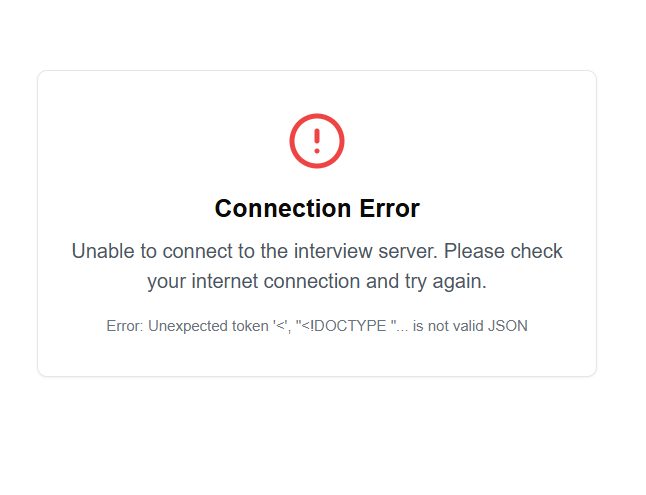 Connection Error
Unable to connect to the interview server. Please check
your internet connection and try again.
Error: Unexpected token '<', "<!DOCTYPE "... is not valid JSON